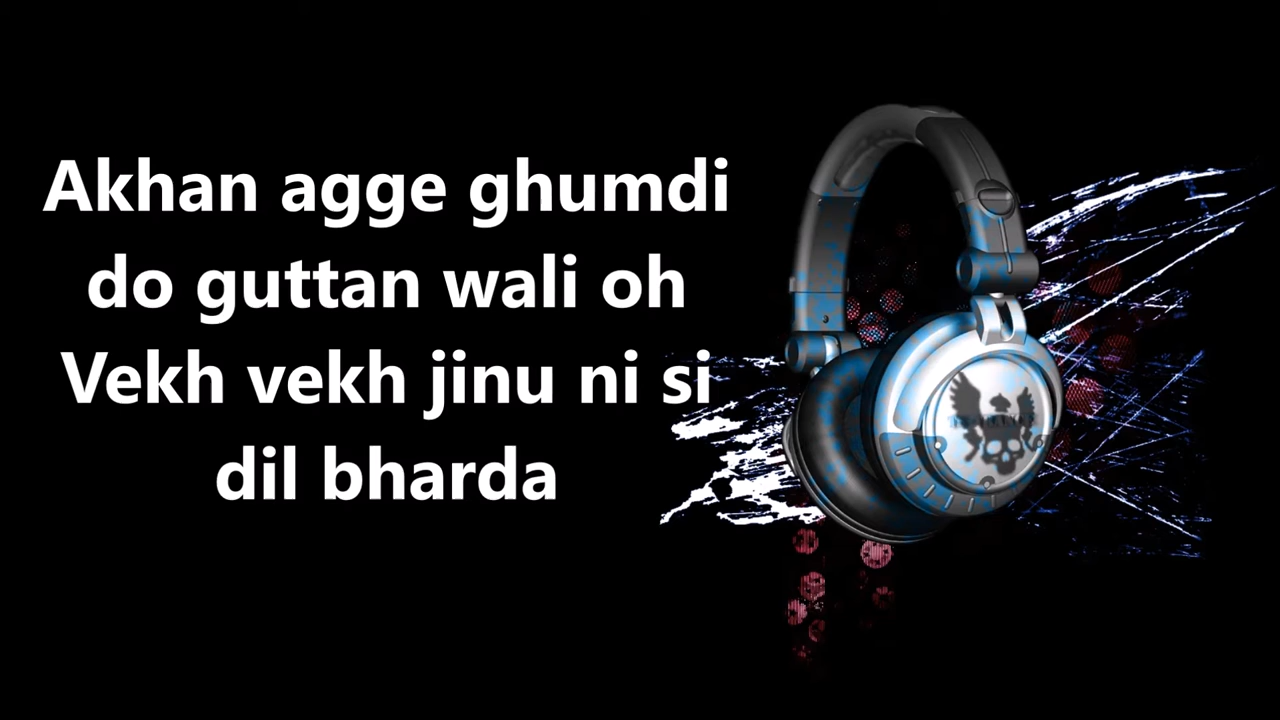 Akhan agge ghumdi
do guttan wali oh
Vekh vekh jinu ni si
dil bharda